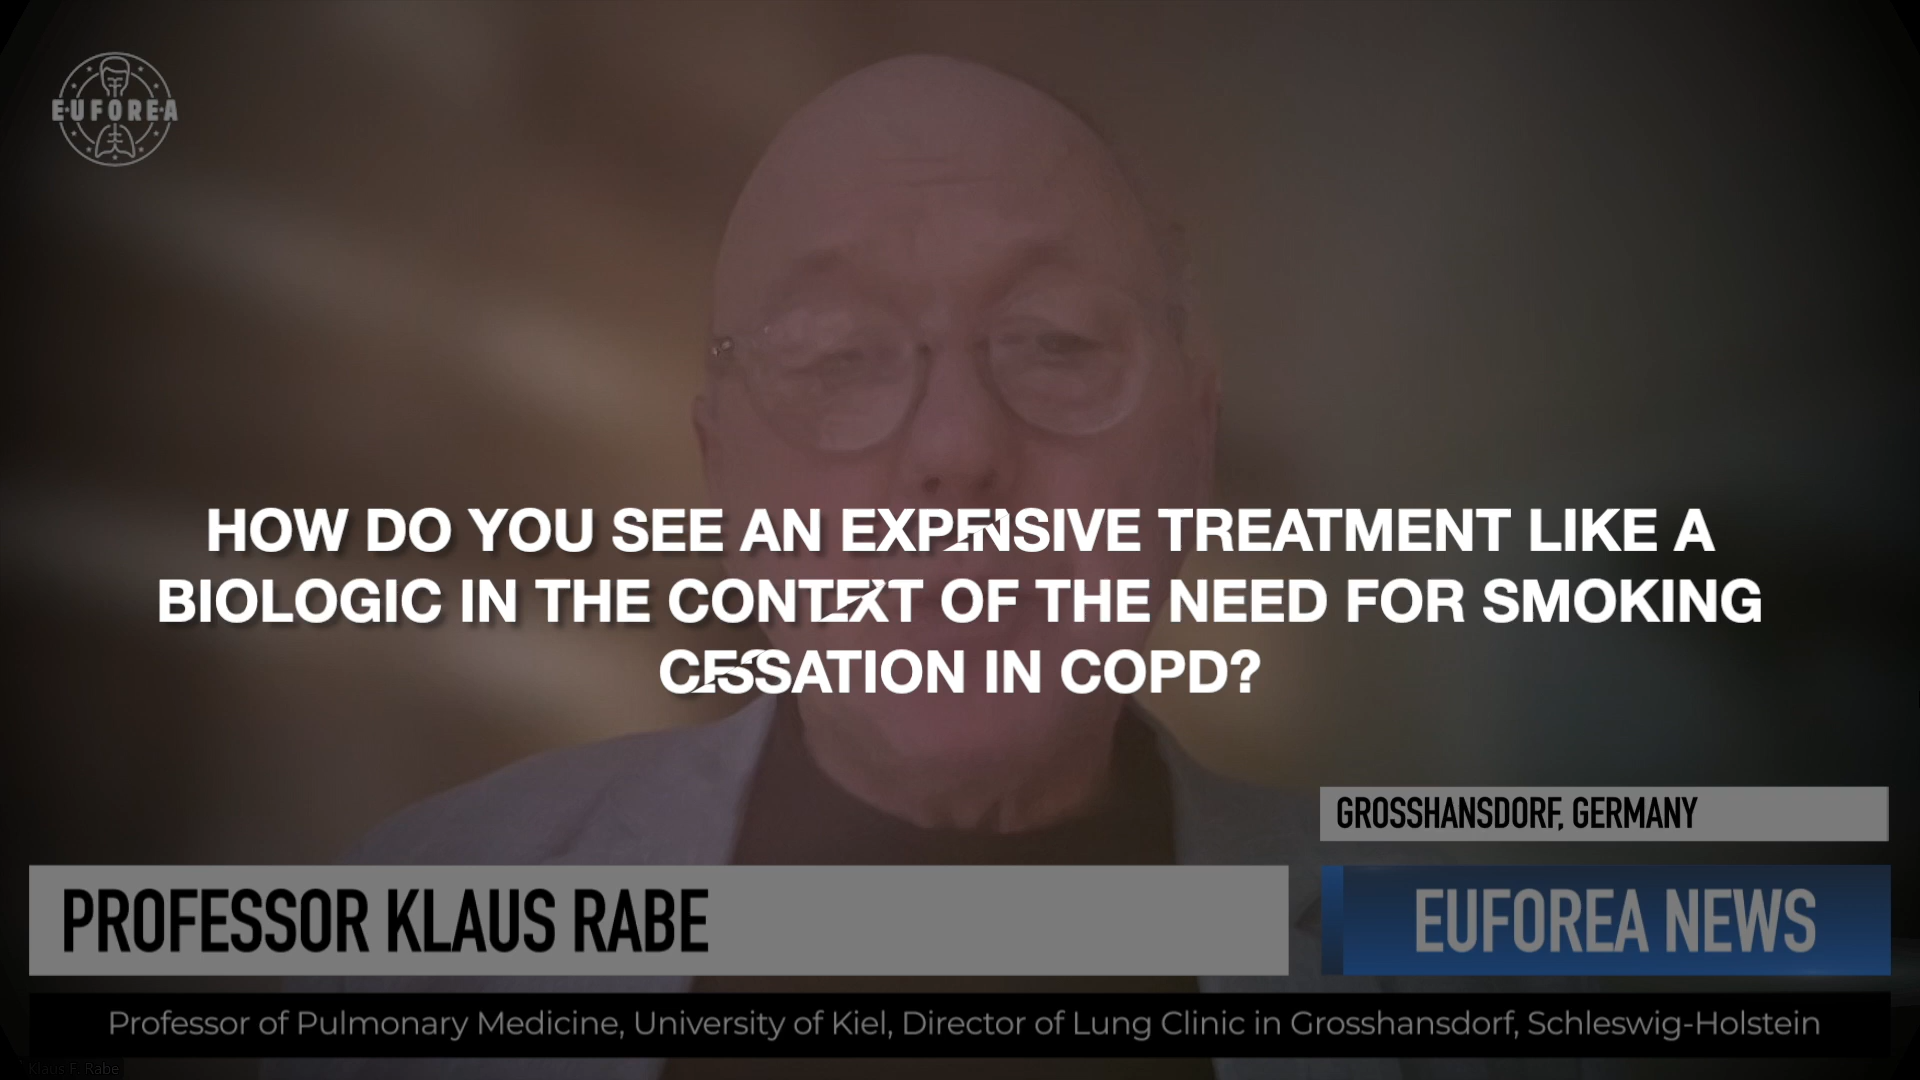 EUFOREA
HOW DO YOU SEE AN EXPENSIVE TREATMENT LIKE A
BIOLOGIC IN THE CONTEXT OF THE NEED FOR SMOKING
CESSATION IN COPD?
GROSSHANSDORF, GERMANY
PROFESSOR KLAUS RABE
EUFOREA NEWS
Professor of Pulmonary Medicine, University of Kiel, Director of Lung Clinic in Grosshansdorf, Schleswig-Holstein
Klaus F. Rabe